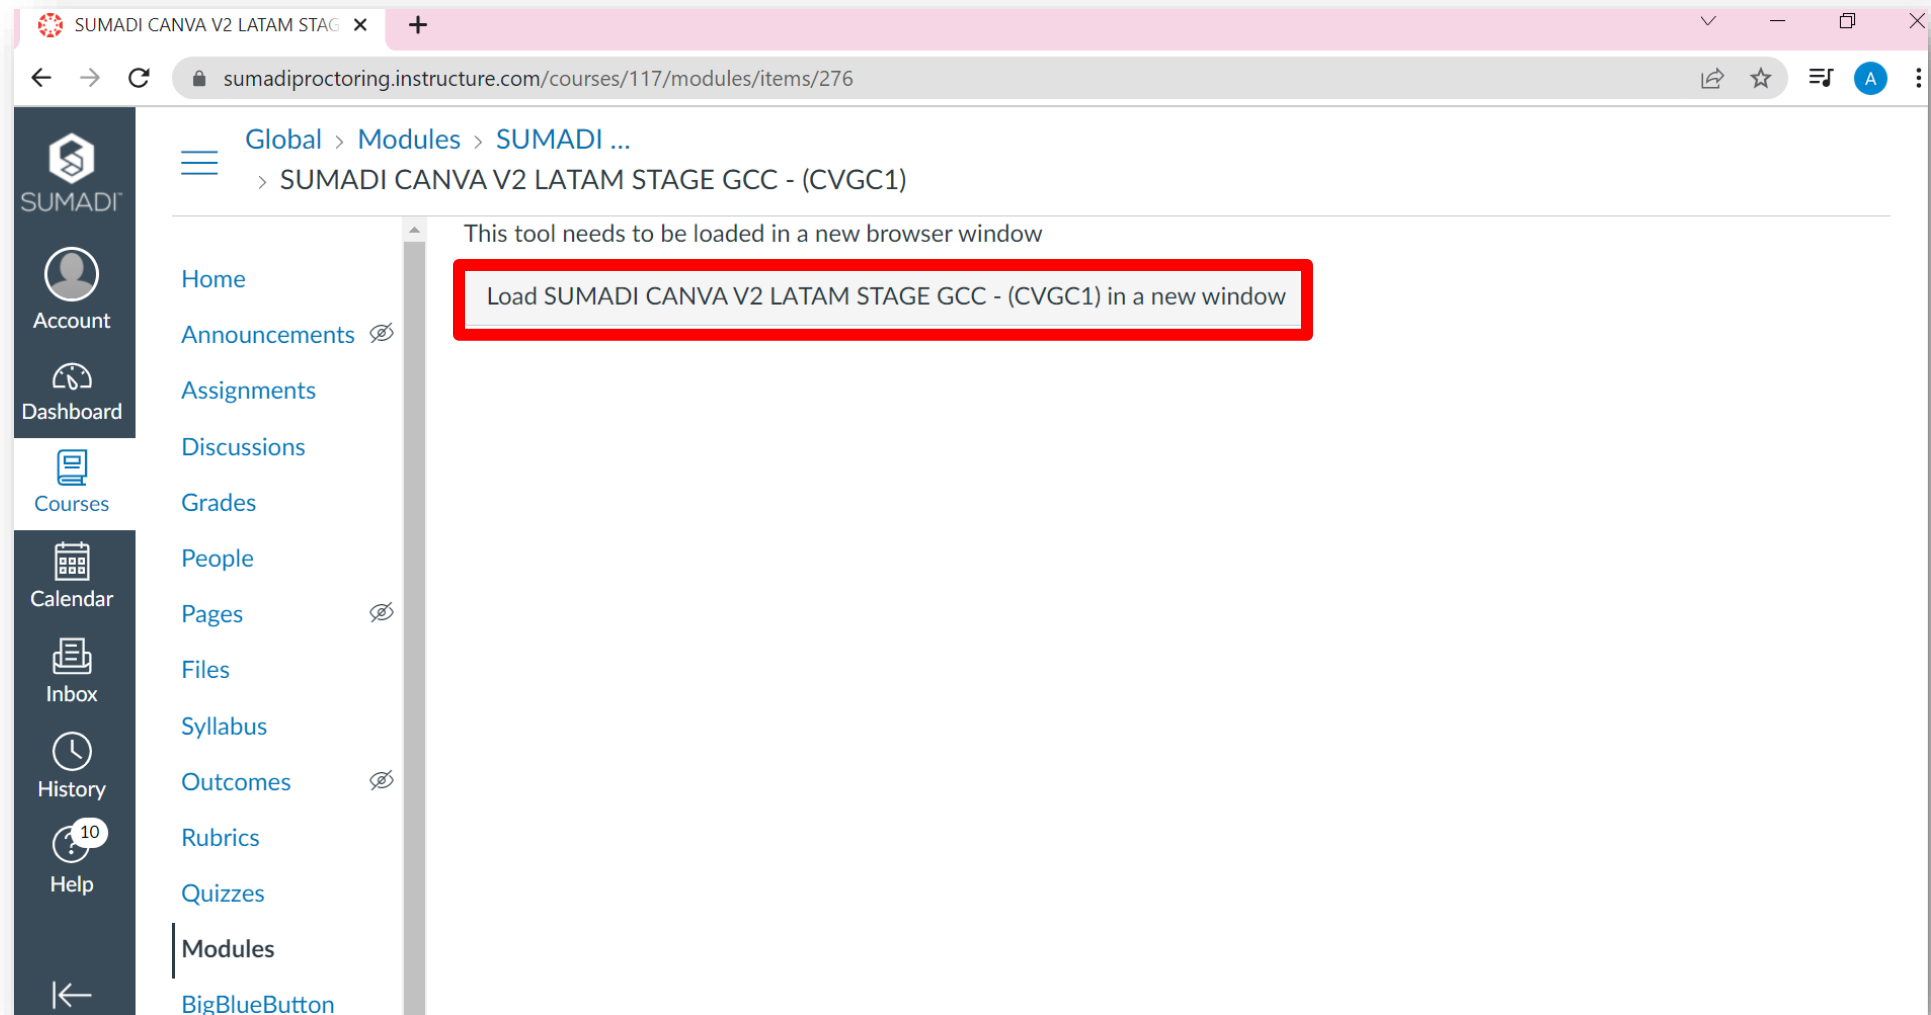 SUMADI CANVA V2 LATAM STAG
sumadiproctoring.instructure.com/courses/117/modules/items/276
A
SUMADI™
Account
Dashboard
Courses
Calendar
Inbox
History
10
Help
Global > Modules > SUMADI ...
> SUMADI CANVA V2 LATAM STAGE GCC - (CVGC1)
Home
Announcements
Assignments
Discussions
Grades
People
Pages
Files
Syllabus
Outcomes
Rubrics
Quizzes
Modules
BigBlueButton
This tool needs to be loaded in a new browser window
Load SUMADI CANVA V2 LATAM STAGE GCC - (CVGC1) in a new window